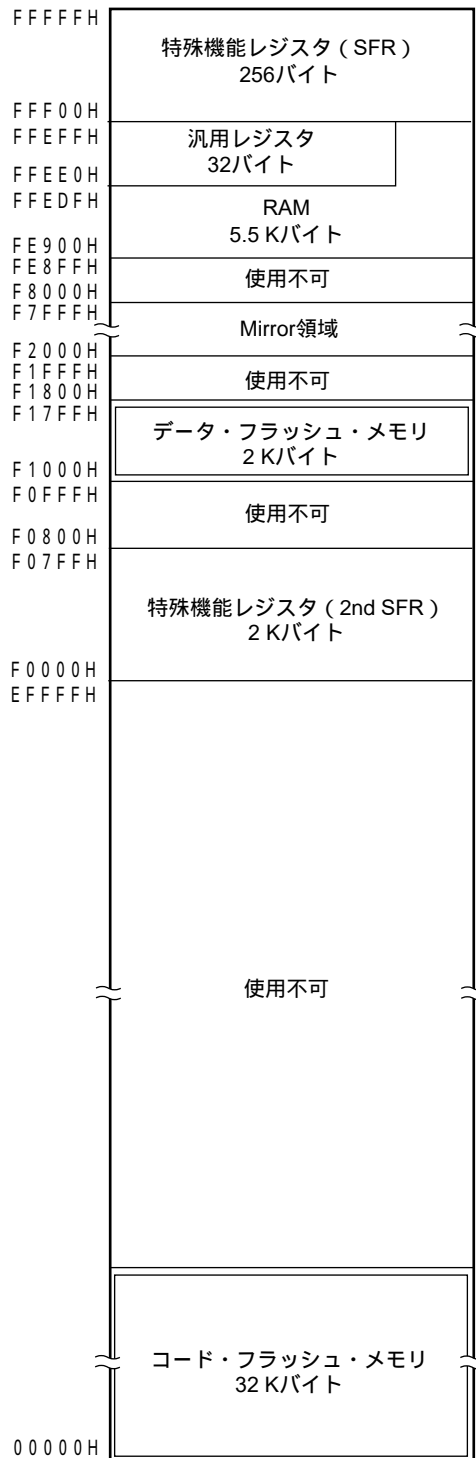 FFFFFH
特殊機能レジスタ（SFR）
256バイト
FFF00H
FFEFFH
汎用レジスタ
32バイト
FFEE0H
FFEDFH
RAM
5.5 Kバイト
FE900H
FE8FFH
使用不可
F8000H
F7FFFH
Mirror領域
F2000H
F1FFFH
使用不可
F1800H
F17FFH
データ・フラッシュ・メモリ
2 Kバイト
F1000H
F0FFFH
使用不可
F0800H
F07FFH
特殊機能レジスタ（2nd SFR）
2 Kバイト
F0000H
EFFFFH
使用不可
コード・フラッシュ・メモリ
32 Kバイト
00000H